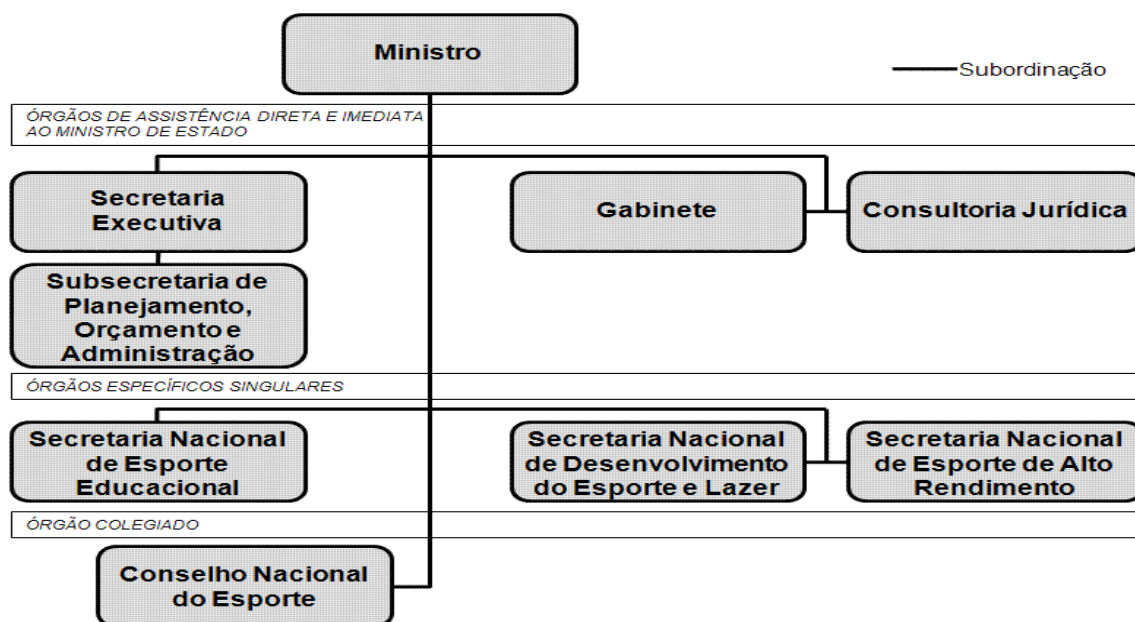 Ministro
Subordinação
ÓRGÃOS DE ASSISTÊNCIA DIRETA E IMEDIATA
AO MINISTRO DE ESTADO
Secretaria
Executiva
Gabinete
Consultoria Jurídica
Subsecretaria de
Planejamento,
Orçamento e
Administração
ÓRGÃOS ESPECÍFICOS SINGULARES
Secretaria Nacional
de Esporte
Educacional
Secretaria Nacional
de Desenvolvimento
do Esporte e Lazer
Secretaria Nacional
de Esporte de Alto
Rendimento
ÓRGÃO COLEGIADO
Conselho Nacional
do Esporte